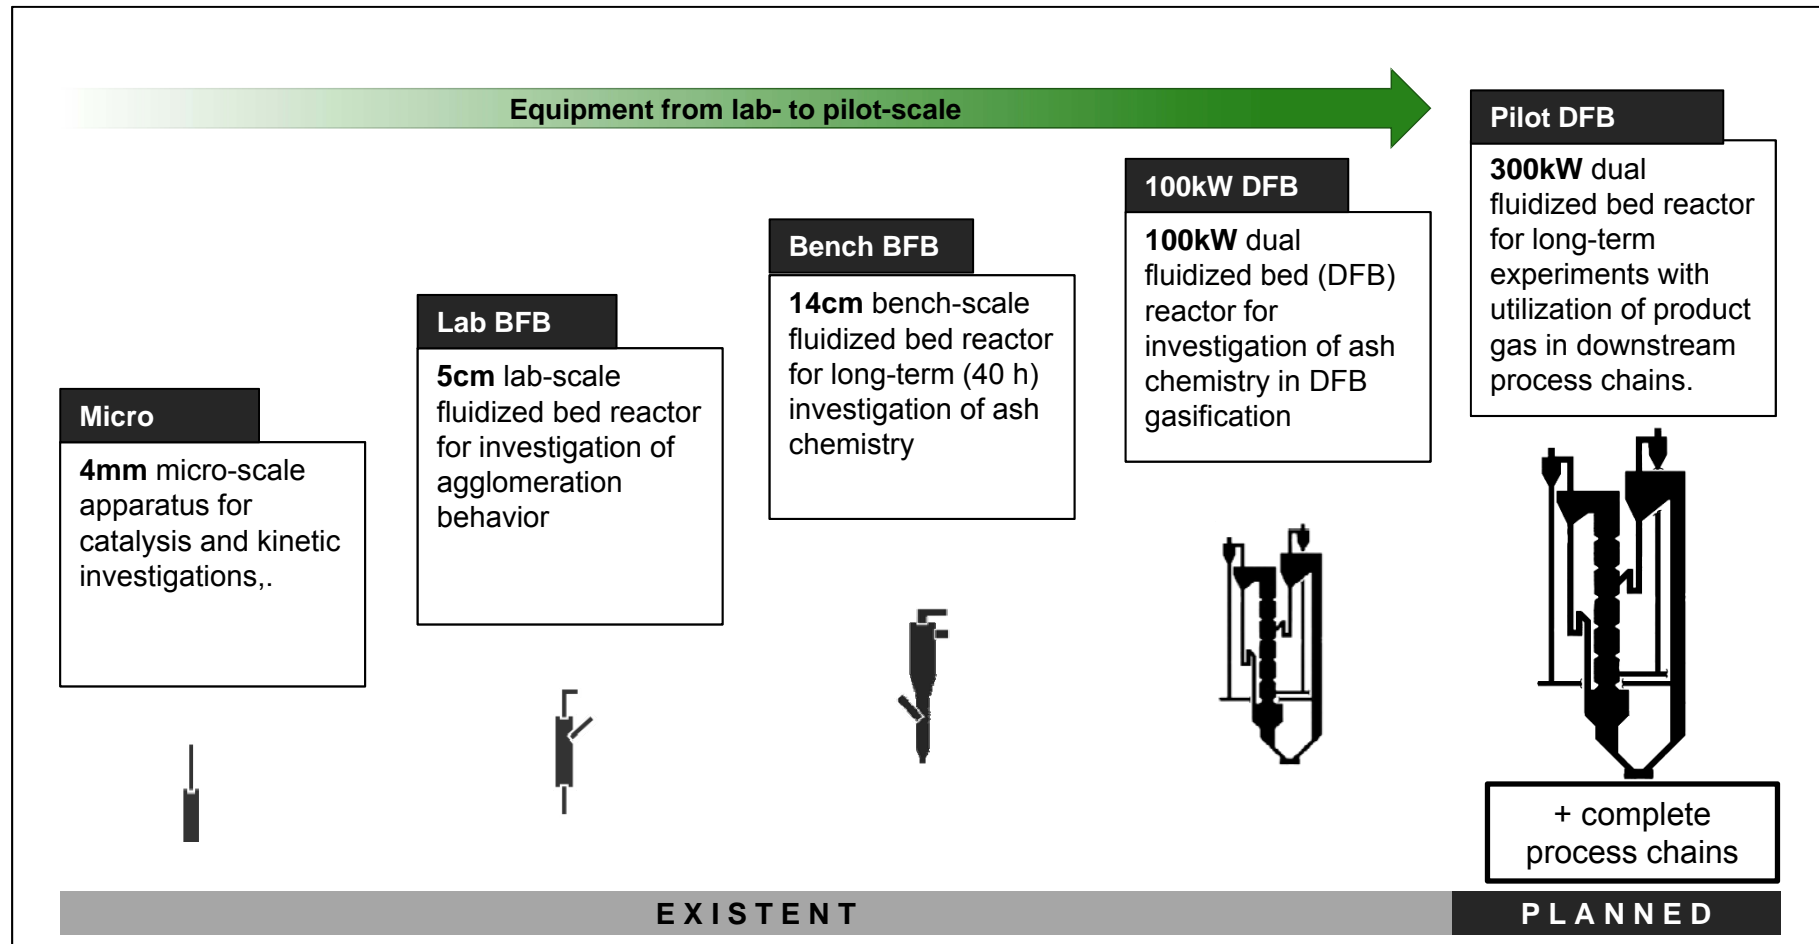 Equipment from lab- to pilot-scale
Micro
4mm micro-scale
apparatus for
catalysis and kinetic
investigations,.
Lab BFB
5cm lab-scale
fluidized bed reactor
for investigation of
agglomeration
behavior
Bench BFB
14cm bench-scale
fluidized bed reactor
for long-term (40 h)
investigation of ash
chemistry
100kW DFB
100kW dual
fluidized bed (DFB)
reactor for
investigation of ash
chemistry in DFB
gasification
Pilot DFB
300kW dual
fluidized bed reactor
for long-term
experiments with
utilization of product
gas in downstream
process chains.
+ complete
process chains
EXISTENT
PLANNED